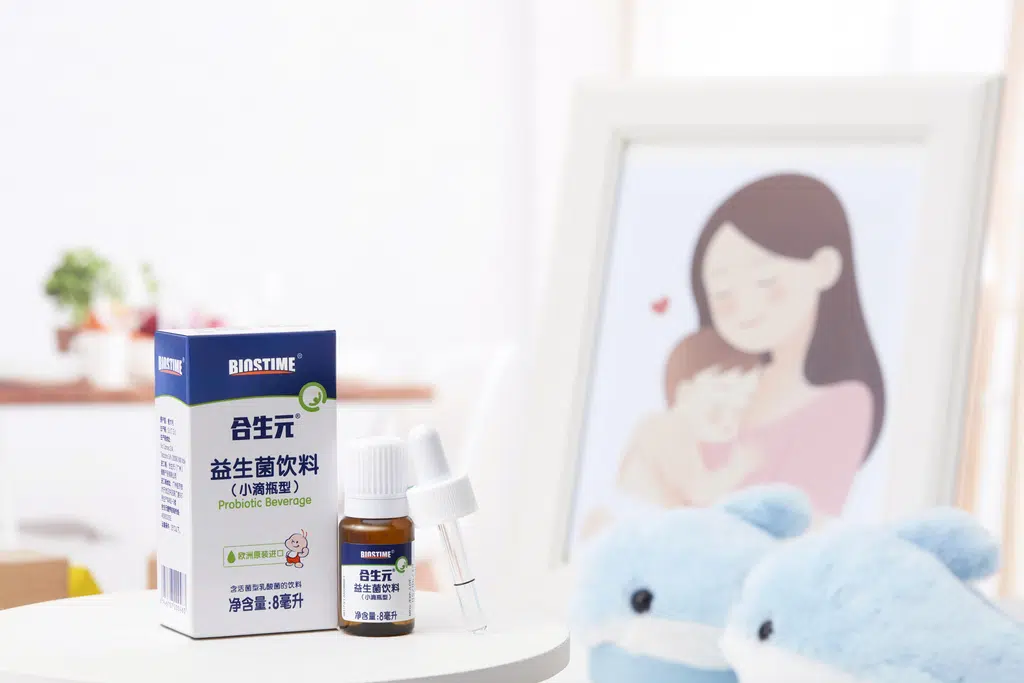 BIOSTIME
BIOSTIME®
合生元®
益生菌饮料
（小滴瓶型）
Probiotic Beverage
欧洲原装进口
含活菌型乳酸菌的饮料
净含量:8毫升
BIOSTIME
合生元
益生菌饮料
（小滴瓶型）
净含量:8毫升